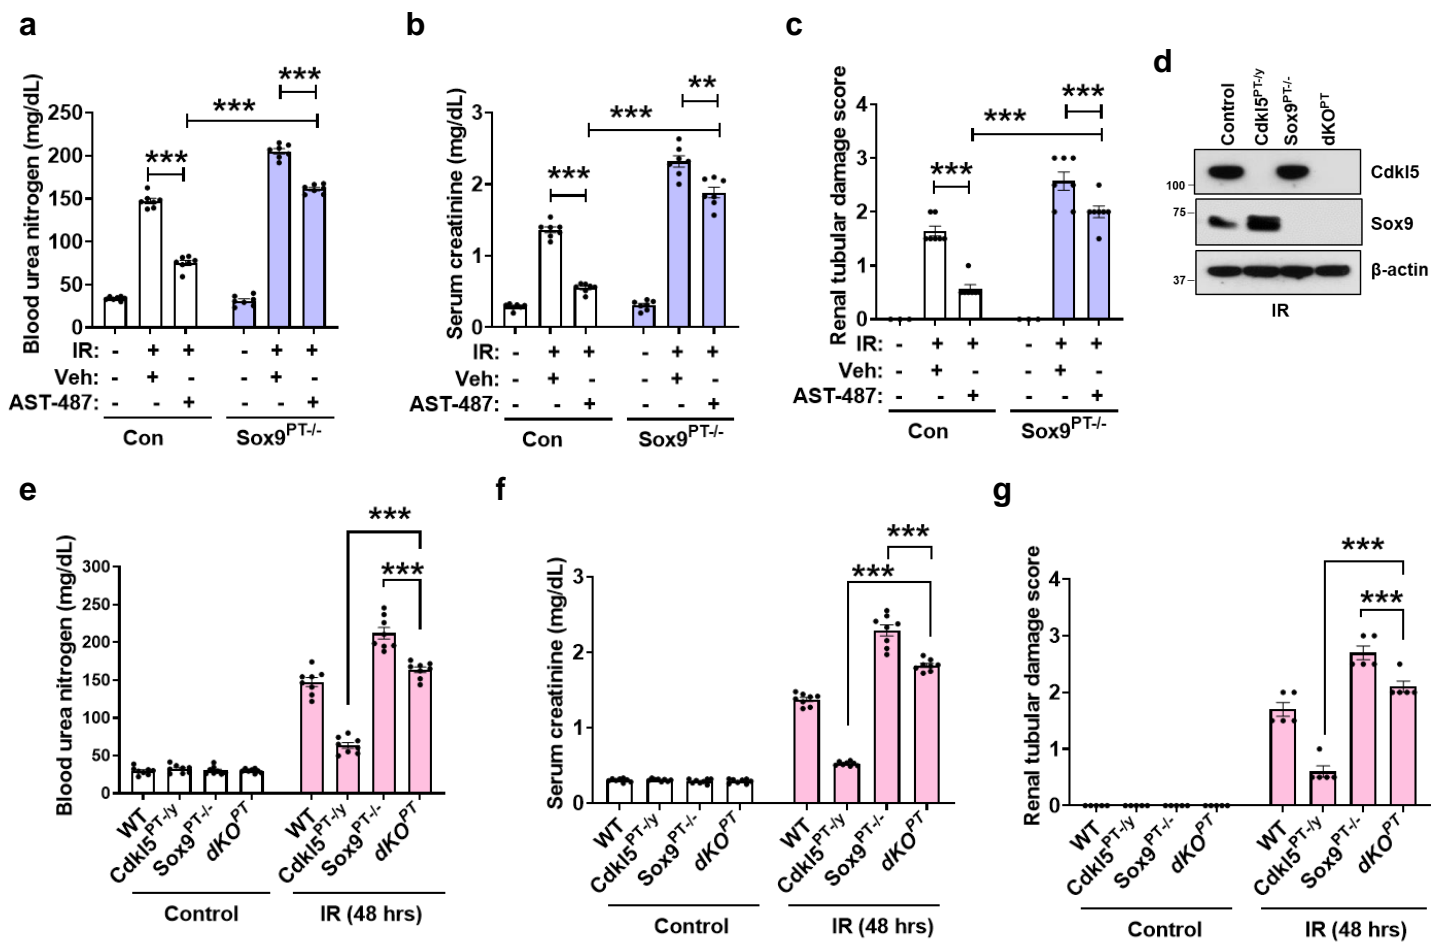 a
Blood urea nitrogen (mg/dL)
250
200
150
100
50
0
***
***
***
IR: - + + - + +
Veh: - + - - + -
AST-487: - - + - - +
Con Sox9PT-/-
b
Serum creatinine (mg/dL)
3
2
1
0
***
***
**
IR: - + + - + +
Veh: - + - - + -
AST-487: - - + - - +
Con Sox9PT-/-
c
Renal tubular damage score
4
3
2
1
0
***
***
***
IR: - + + - + +
Veh: - + - - + -
AST-487: - - + - - +
Con Sox9PT-/-
d
Control
Cdkl5PT-/y
Sox9PT-/-
dKOPT
100
Cdkl5
75
Sox9
37
β-actin
IR
e
Blood urea nitrogen (mg/dL)
300
250
200
150
100
50
0
***
***
WT Cdkl5PT-/y Sox9PT-/- dKOPT WT Cdkl5PT-/y Sox9PT-/- dKOPT
Control IR (48 hrs)
f
Serum creatinine (mg/dL)
3
2
1
0
***
***
WT Cdkl5PT-/y Sox9PT-/- dKOPT WT Cdkl5PT-/y Sox9PT-/- dKOPT
Control IR (48 hrs)
g
Renal tubular damage score
4
3
2
1
0
***
***
WT Cdkl5PT-/y Sox9PT-/- dKOPT WT Cdkl5PT-/y Sox9PT-/- dKOPT
Control IR (48 hrs)